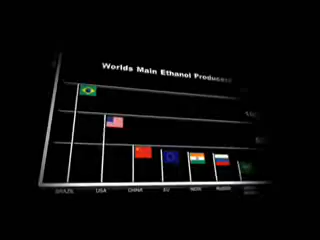 Worlds Main Ethanol Producers
BRAZIL USA CHINA EU INDIA RUSSIA